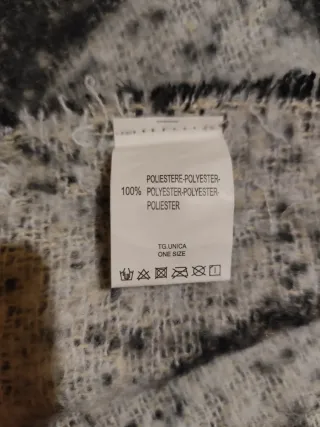 100% POLIESTERE-POLYESTER-
POLYESTER-POLYESTER-
POLIESTER
TG.UNICA
ONE SIZE